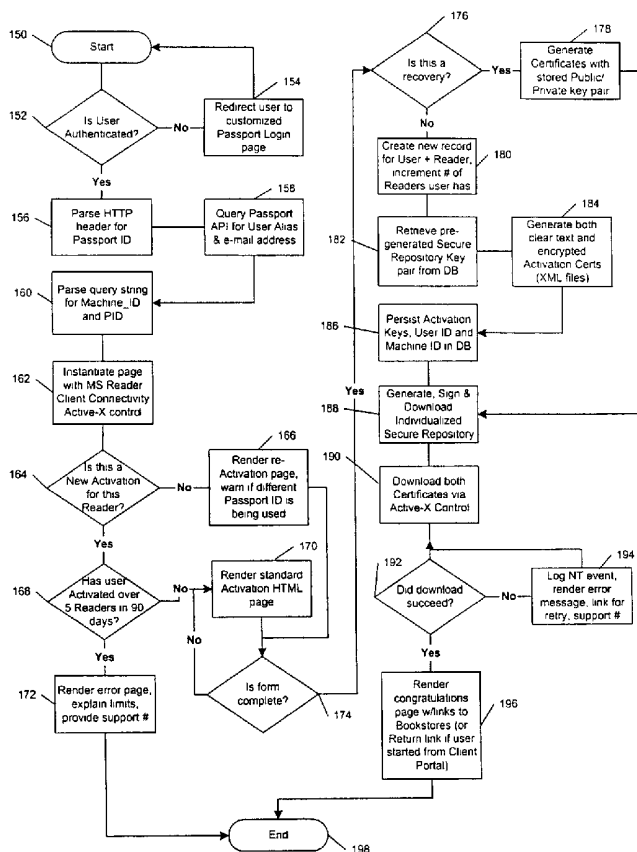 150
Start
152
Is User
Authenticated?
No
154
Redirect user to
customized
Passport Login
page
Yes
156
Parse HTTP
header for
Passport ID
158
Query Passport
API for User Alias
& e-mail address
160
Parse query string
for Machine_ID
and PID
162
Instantiate page
with MS Reader
Client Connectivity
Active-X control
164
Is this a
New Activation
for this
Reader?
No
166
Render re-
Activation page,
warn if different
Passport ID is
being used
Yes
168
Has user
Activated over
5 Readers in 90
days?
No
170
Render standard
Activation HTML
page
No
Yes
172
Render error page,
explain limits,
provide support #
Is form
complete?
174
Yes
176
Is this a
recovery?
Yes
178
Generate
Certificates with
stored Public/
Private key pair
No
Create new record
for User + Reader,
increment # of
Readers user has
180
182
Retrieve pre-
generated Secure
Repository Key
pair from DB
184
Generate both
clear text and
encrypted
Activation Certs
(XML files)
186
Persist Activation
Keys, User ID and
Machine ID in DB
188
Generate, Sign &
Download
Individualized
Secure Repository
190
Download both
Certificates via
Active-X Control
192
Did download
succeed?
No
194
Log NT event,
render error
message, link for
retry, support #
Yes
Render
congratulations
page w/links to
Bookstores (or
Return link if user
started from Client
Portal)
196
End
198